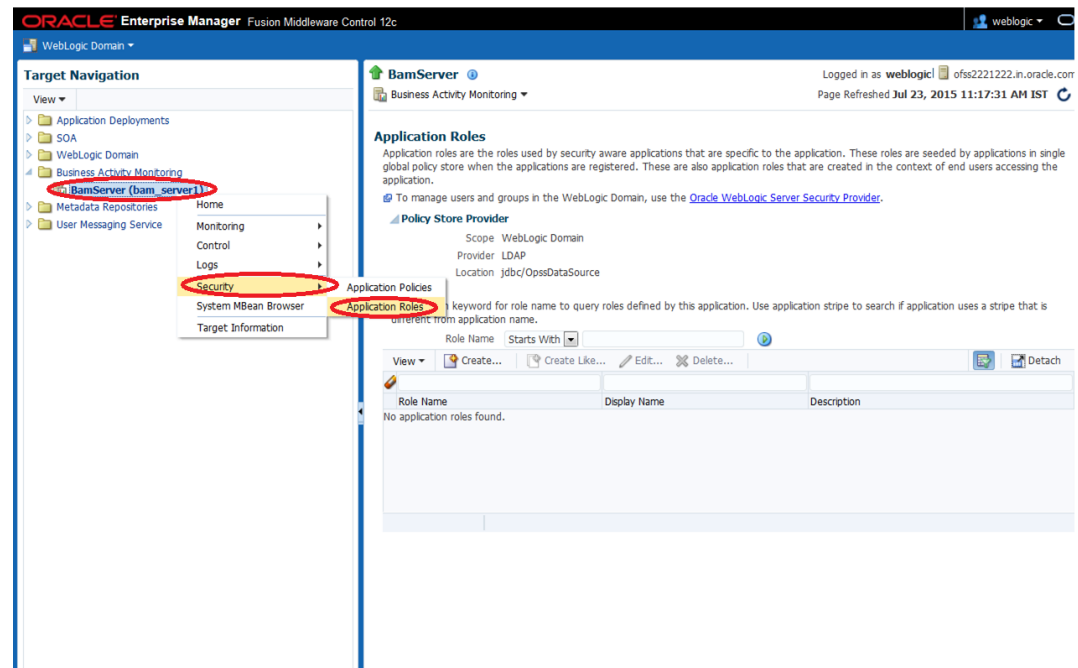 ORACLE Enterprise Manager Fusion Middleware Control 12c
weblogic
WebLogic Domain
Target Navigation
View
Application Deployments
SOA
WebLogic Domain
Business Activity Monitoring
BamServer (bam_server1)
Metadata Repositories
User Messaging Service
Home
Monitoring
Control
Logs
Security
System MBean Browser
Target Information
Application Policies
Application Roles
BamServer
Logged in as weblogic
ofss2221222.in.oracle.com
Business Activity Monitoring
Page Refreshed Jul 23, 2015 11:17:31 AM IST
Application Roles
Application roles are the roles used by security aware applications that are specific to the application. These roles are seeded by applications in single
global policy store when the applications are registered. These are also application roles that are created in the context of end users accessing the
application.
To manage users and groups in the WebLogic Domain, use the Oracle WebLogic Server Security Provider.
Policy Store Provider
Scope WebLogic Domain
Provider LDAP
Location jdbc/OpssDataSource
keyword for role name to query roles defined by this application. Use application stripe to search if application uses a stripe that is
different from application name.
Role Name Starts With
View Create... Create Like... Edit... Delete... Detach
Role Name Display Name Description
No application roles found.